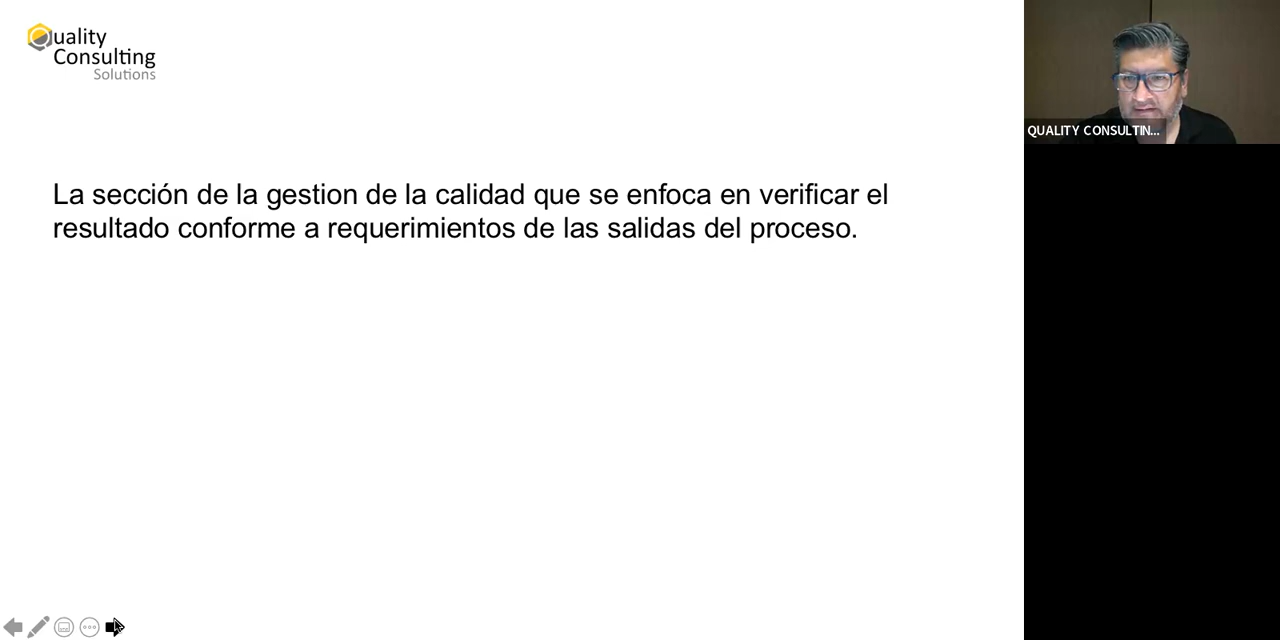 Quality
Consulting
Solutions
La sección de la gestion de la calidad que se enfoca en verificar el
resultado conforme a requerimientos de las salidas del proceso.
QUALITY CONSULTIN...